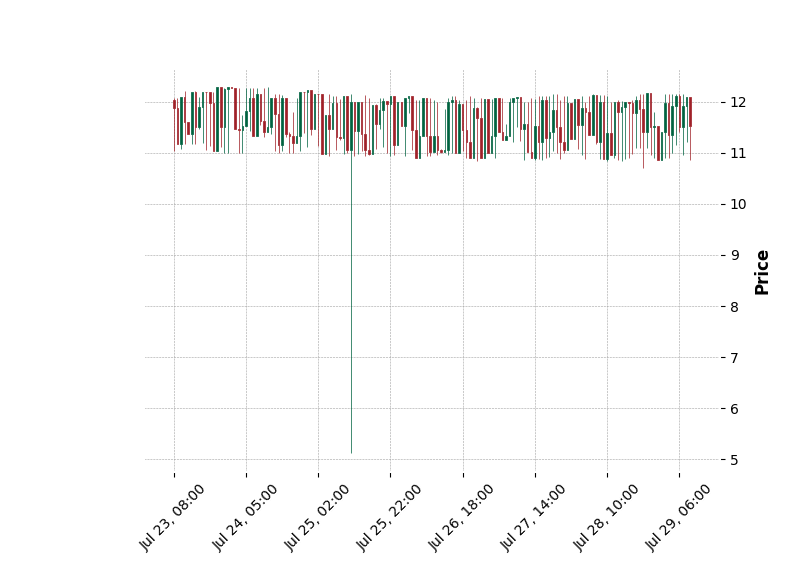 12
11
10
9
8
7
6
5
Price
Jul 23, 08:00
Jul 24, 05:00
Jul 25, 02:00
Jul 25, 22:00
Jul 26, 18:00
Jul 27, 14:00
Jul 28, 10:00
Jul 29, 06:00